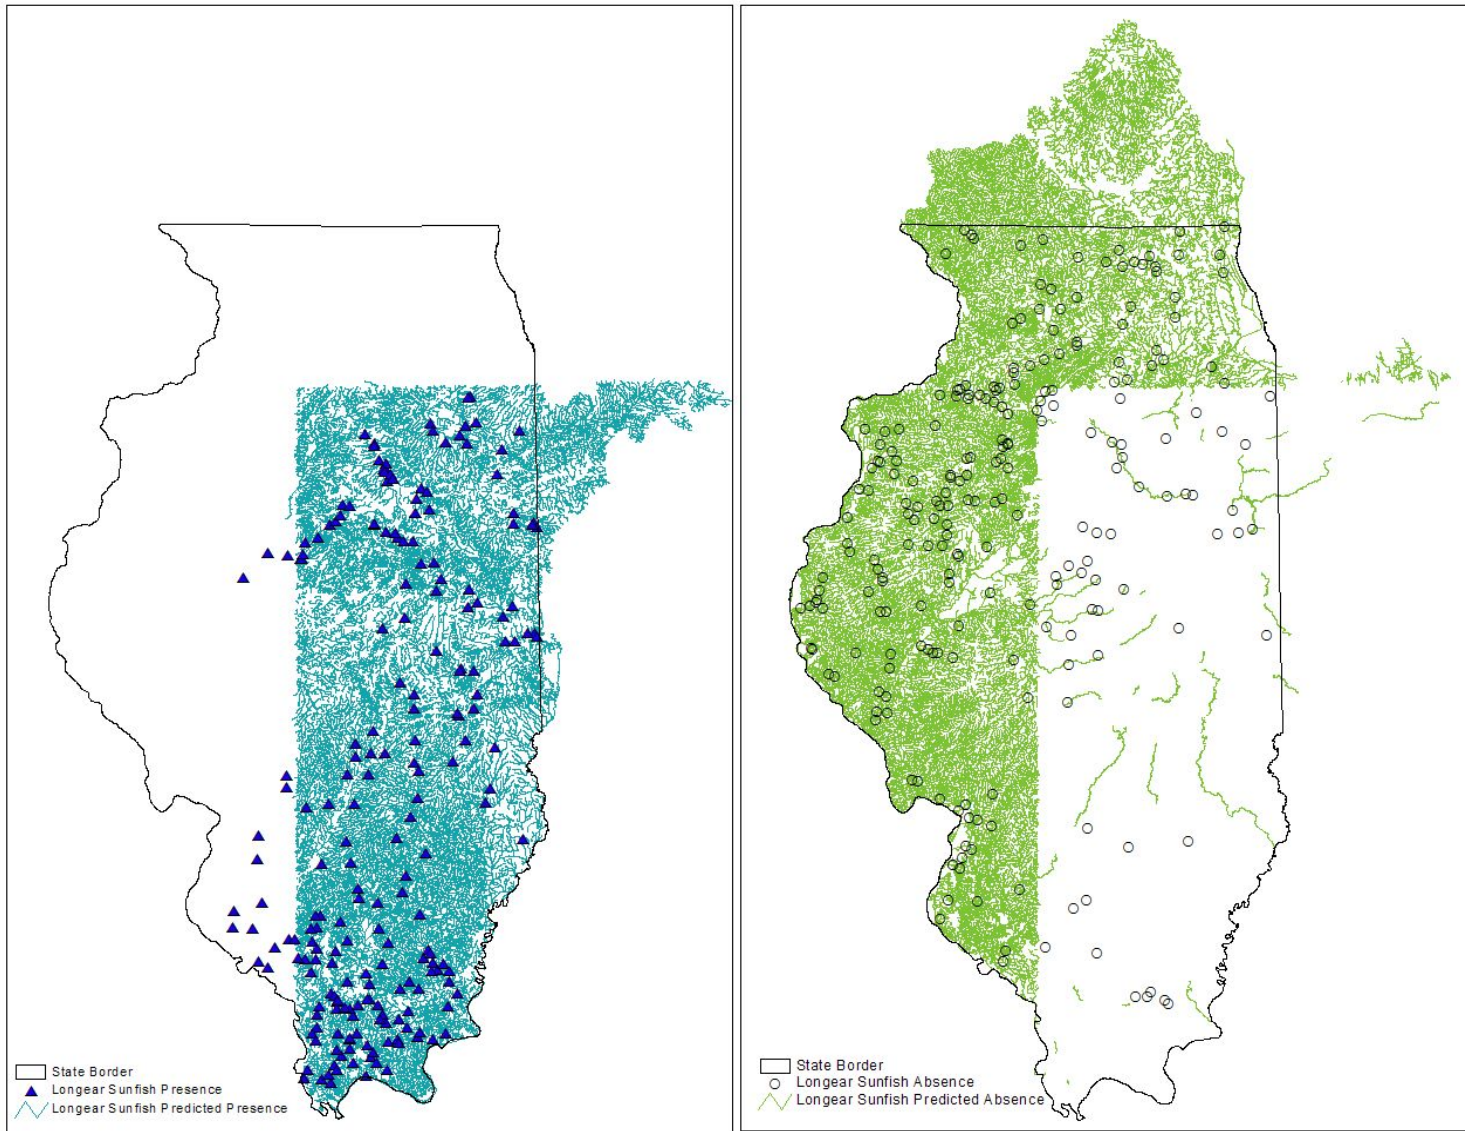 State Border
Longear Sunfish Presence
Longear Sunfish Predicted Presence
State Border
Longear Sunfish Absence
Longear Sunfish Predicted Absence